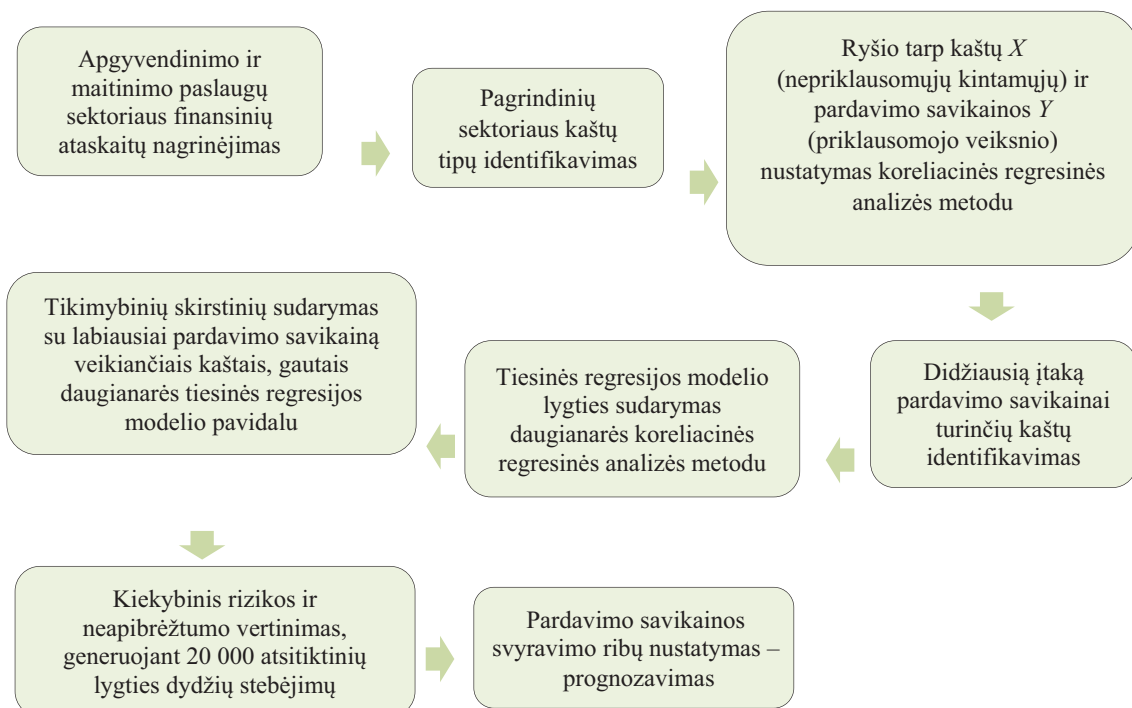 Apgyvendinimo ir
maitinimo paslaugų
sektoriaus finansinių
ataskaitų nagrinėjimas
Pagrindinių
sektoriaus kaštų
tipų identifikavimas
Ryšio tarp kaštų X
(nepriklausomųjų kintamųjų) ir
pardavimo savikainos Y
(priklausomojo veiksnio)
nustatymas koreliacinės regresinės
analizės metodu
Didžiausią įtaką
pardavimo savikainai
turinčių kaštų
identifikavimas
Tiesinės regresijos modelio
lygties sudarymas
daugianarės koreliacinės
regresinės analizės metodu
Tikimybinių skirstinių sudarymas
su labiausiai pardavimo savikainą
veikiančiais kaštais, gautais
daugianarės tiesinės regresijos
modelio pavidalu
Kiekybinis rizikos ir
neapibrėžtumo vertinimas,
generuojant 20 000 atsitiktinių
lygties dydžių stebėjimų
Pardavimo savikainos
svyravimo ribų nustatymas –
prognozavimas